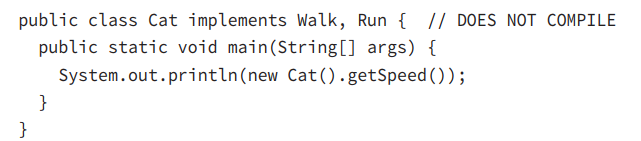 public class Cat implements Walk, Run {  // DOES NOT COMPILE
  public static void main(String[] args) {
    System.out.println(new Cat().getSpeed());
  }
}